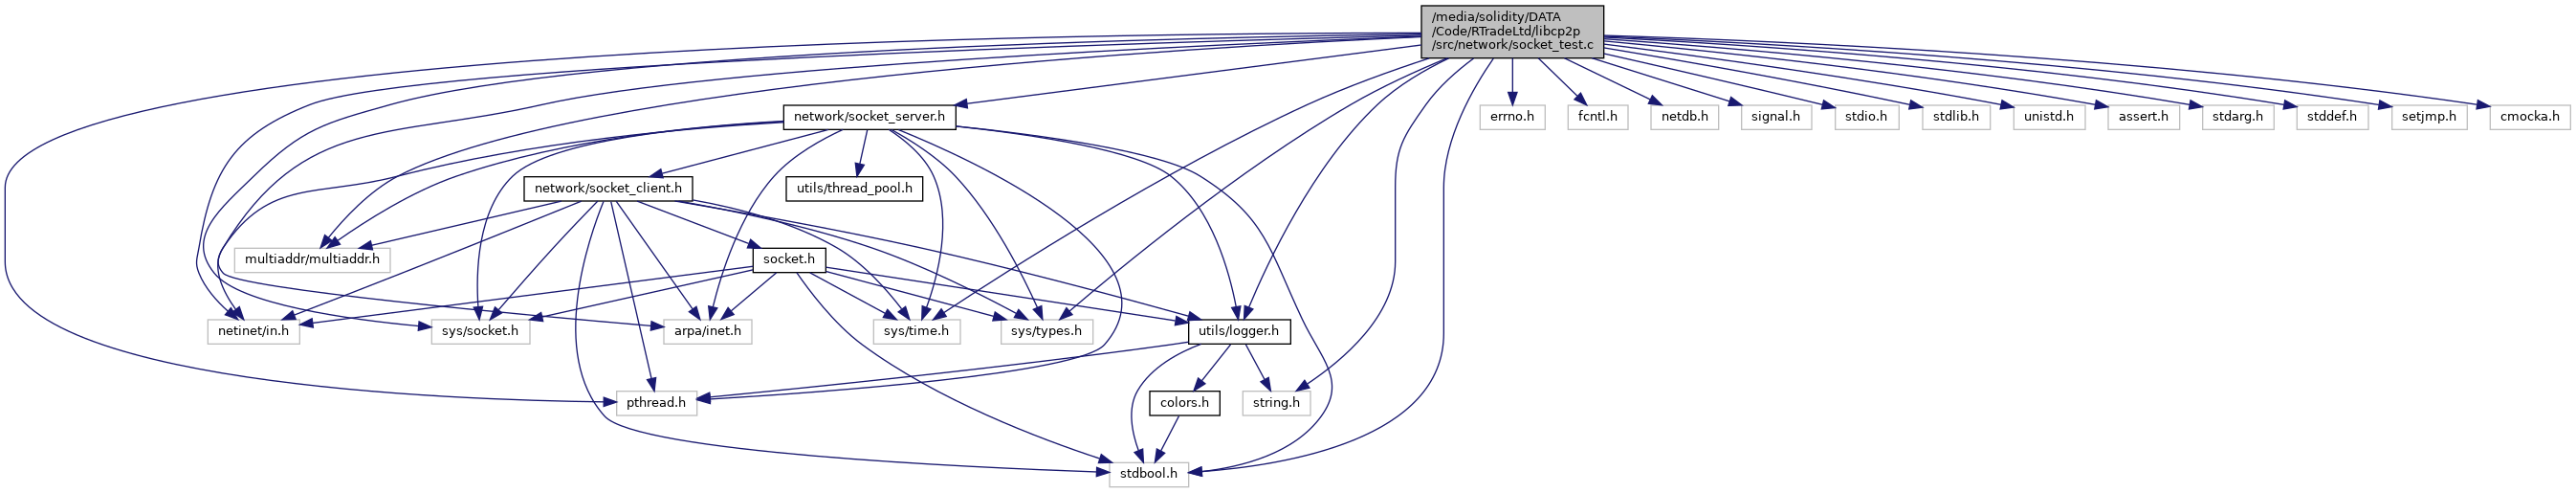 /media/solidity/DATA
/Code/RTradeLtd/libcp2p
/src/network/socket_test.c
network/socket_server.h
errno.h
fcntl.h
netdb.h
signal.h
stdio.h
stdlib.h
unistd.h
assert.h
stdarg.h
stddef.h
setjmp.h
cmocka.h
network/socket_client.h
utils/thread_pool.h
multiaddr/multiaddr.h
socket.h
netinet/in.h
sys/socket.h
arpa/inet.h
sys/time.h
sys/types.h
utils/logger.h
pthread.h
colors.h
string.h
stdbool.h